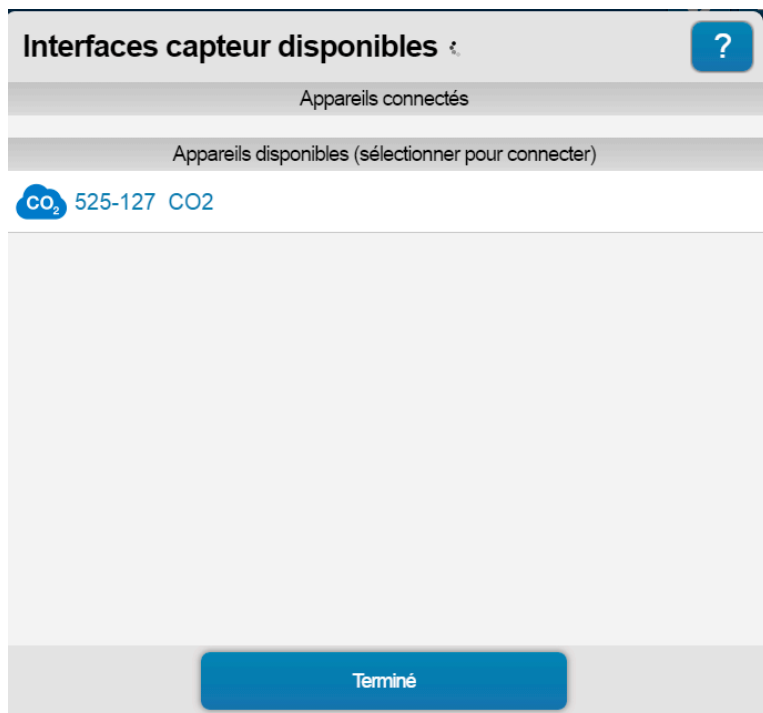 Interfaces capteur disponibles
?
Appareils connectés
Appareils disponibles (sélectionner pour connecter)
CO₂ 525-127 CO2
Terminé